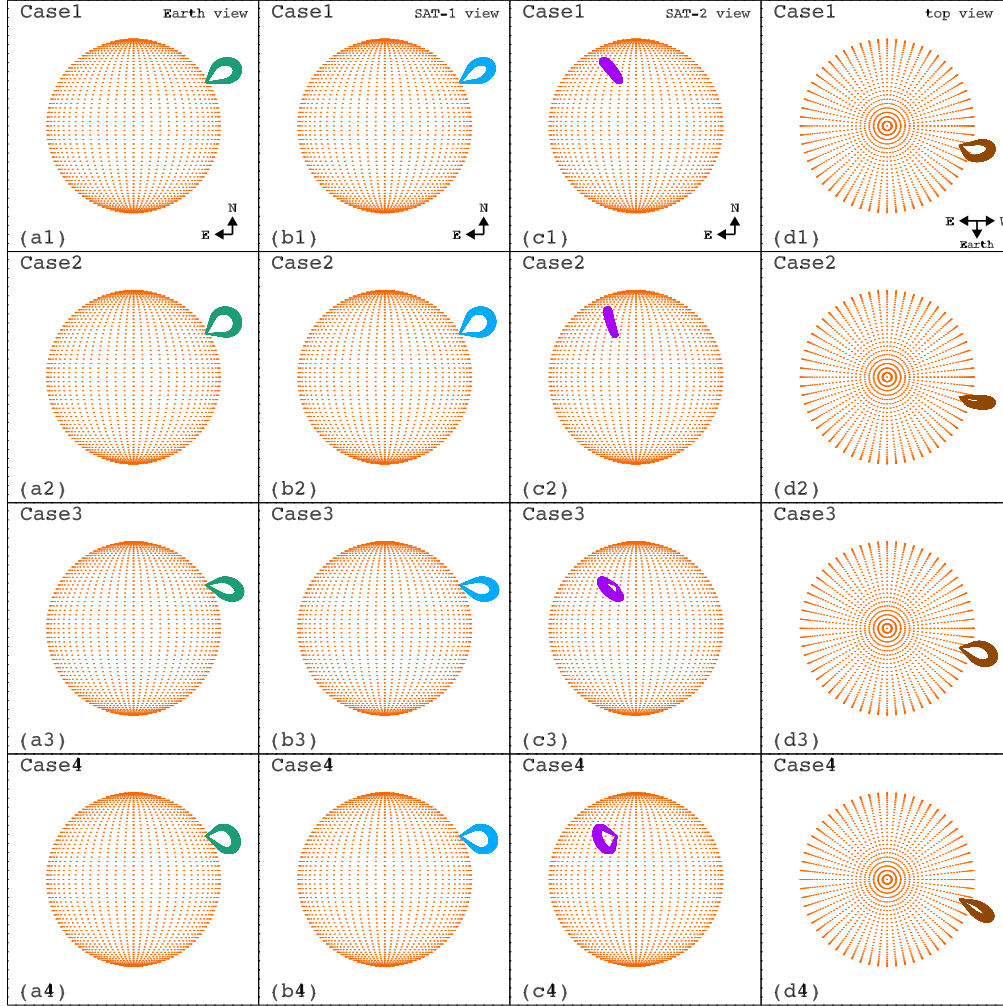 Case1 Earth view
Case1 SAT-1 view
Case1 SAT-2 view
Case1 top view
N
E
(a1)
N
E
(b1)
N
E
(c1)
E W
Earth
(d1)
Case2
Case2
Case2
Case2
(a2)
(b2)
(c2)
(d2)
Case3
Case3
Case3
Case3
(a3)
(b3)
(c3)
(d3)
Case4
Case4
Case4
Case4
(a4)
(b4)
(c4)
(d4)